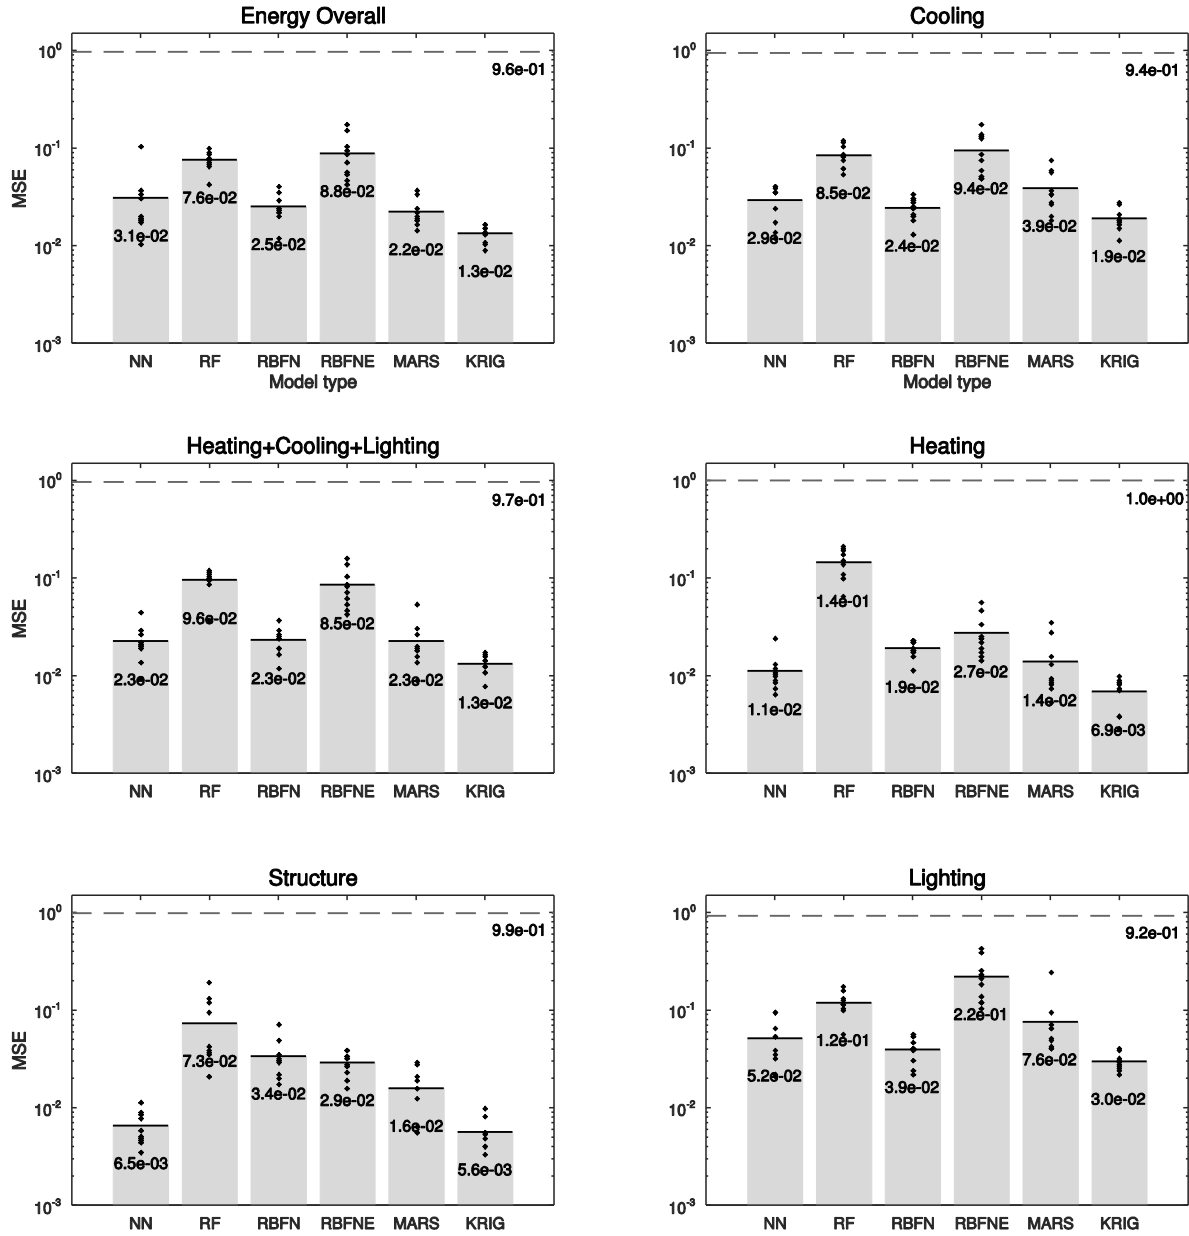 Energy Overall
10^0
9.6e-01
10^-1
MSE
7.6e-02
8.8e-02
3.1e-02
2.5e-02
2.2e-02
10^-2
1.3e-02
10^-3
NN RF RBFN RBFNE MARS KRIG
Model type
Cooling
10^0
9.4e-01
10^-1
8.5e-02
9.4e-02
2.9e-02
2.4e-02
3.9e-02
10^-2
1.9e-02
10^-3
NN RF RBFN RBFNE MARS KRIG
Model type
Heating+Cooling+Lighting
10^0
9.7e-01
10^-1
MSE
9.6e-02
8.5e-02
2.3e-02
2.3e-02
2.3e-02
10^-2
1.3e-02
10^-3
NN RF RBFN RBFNE MARS KRIG
Heating
10^0
1.0e+00
10^-1
1.4e-01
10^-2
2.7e-02
1.9e-02
1.4e-02
1.1e-02
6.9e-03
10^-3
NN RF RBFN RBFNE MARS KRIG
Structure
10^0
9.9e-01
10^-1
MSE
7.3e-02
3.4e-02
2.9e-02
10^-2
1.6e-02
6.5e-03
5.6e-03
10^-3
NN RF RBFN RBFNE MARS KRIG
Lighting
10^0
9.2e-01
10^-1
2.2e-01
1.2e-01
7.6e-02
5.2e-02
3.9e-02
3.0e-02
10^-2
10^-3
NN RF RBFN RBFNE MARS KRIG